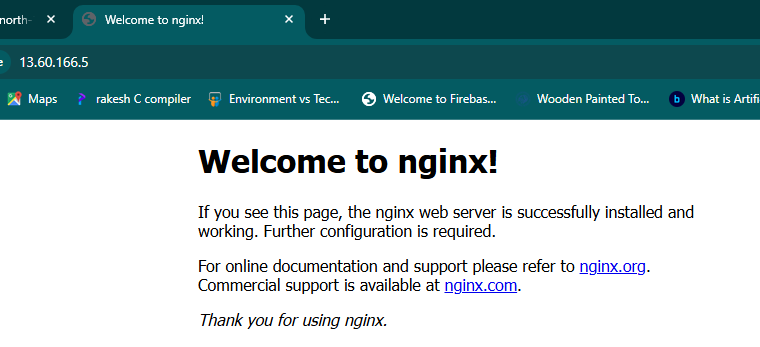 north-
Welcome to nginx!
13.60.166.5
Maps
rakesh C compiler
Environment vs Tec...
Welcome to Firebas...
Wooden Painted To...
b
What is Artifi
Welcome to nginx!
If you see this page, the nginx web server is successfully installed and
working. Further configuration is required.
For online documentation and support please refer to nginx.org.
Commercial support is available at nginx.com.
Thank you for using nginx.